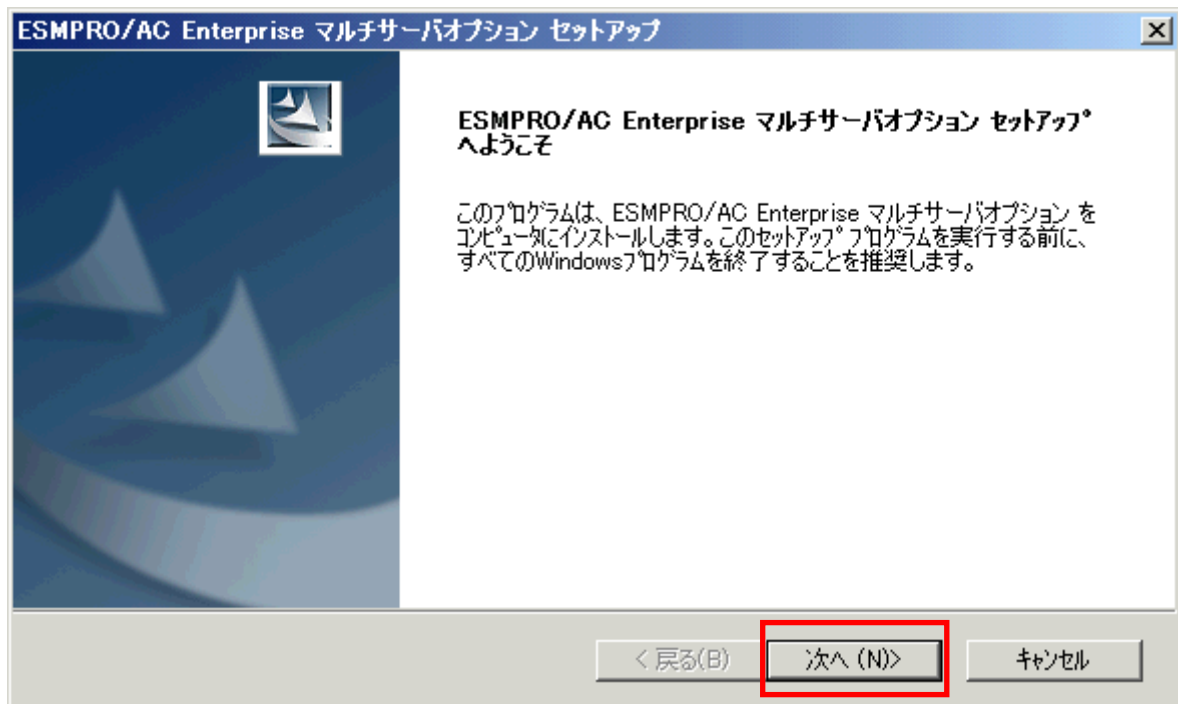 ESMPRO/AC Enterprise マルチサーバオプション セットアップ
ESMPRO/AC Enterprise マルチサーバオプション セットアップ
へようこそ
このプログラムは、ESMPRO/AC Enterprise マルチサーバオプション を
コンピュータにインストールします。このセットアップ プログラムを実行する前に、
すべてのWindowsプログラムを終了することを推奨します。
< 戻る(B)
次へ (N)>
キャンセル